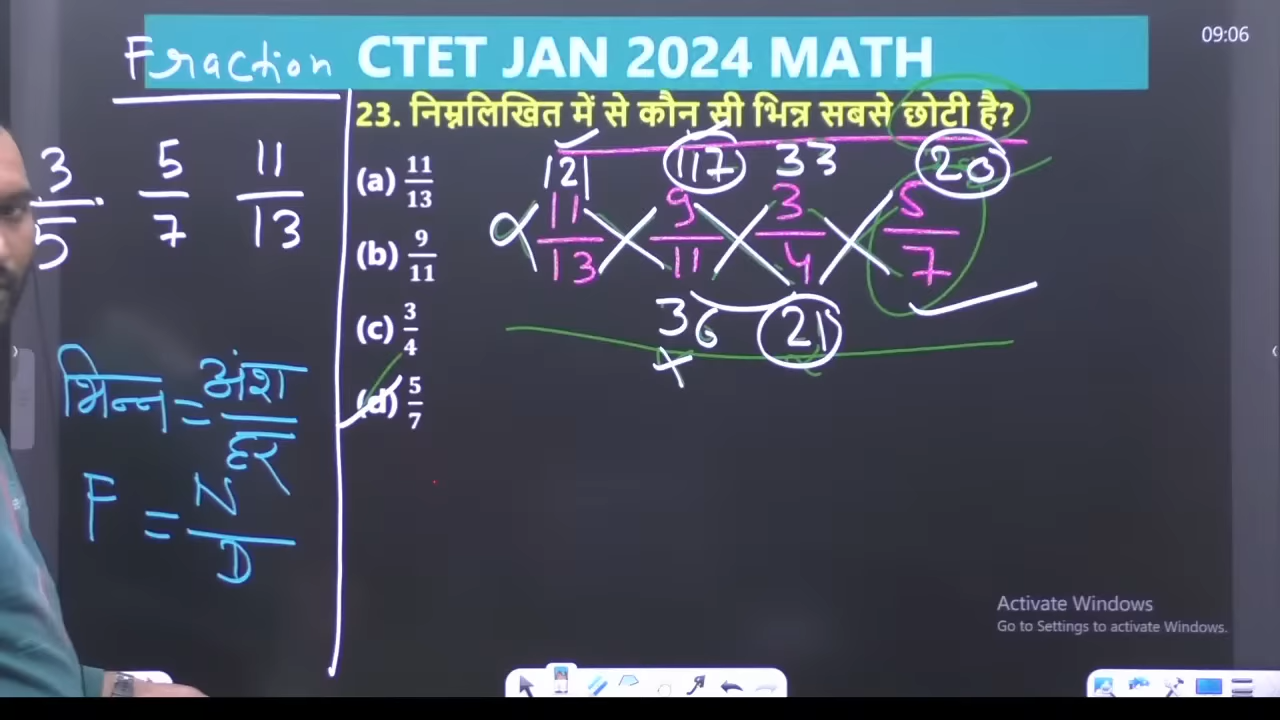 09:06
Fraction
CTET JAN 2024 MATH
23. निम्नलिखित में से कौन सी भिन्न सबसे छोटी है?
(a) 11/13
(b) 9/11
(c) 3/4
(d) 5/7
121 117 33 20
11/13 9/11 3/4 5/7
36 21
3/5 5/7 11/13
भिन्न = अंश/हर
F = N/D
Activate Windows
Go to Settings to activate Windows.